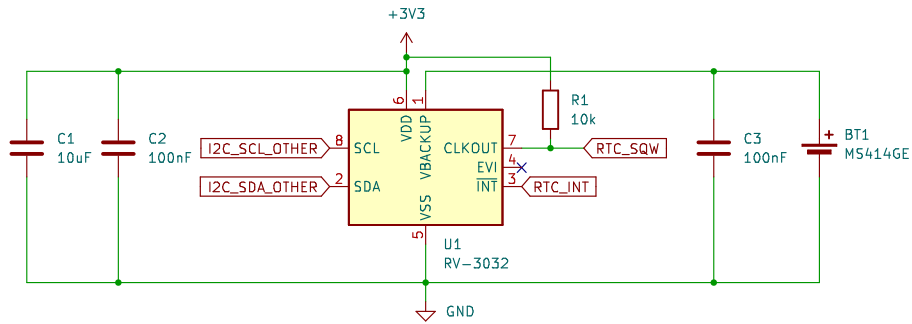 +3V3
6
1
R1
10k
C1
10uF
C2
100nF
I2C_SCL_OTHER
8
SCL
VDD
VBACKUP
CLKOUT
7
RTC_SQW
C3
100nF
+
BT1
MS414GE
EVI
4
I2C_SDA_OTHER
2
SDA
INT
3
RTC_INT
VSS
5
U1
RV-3032
GND